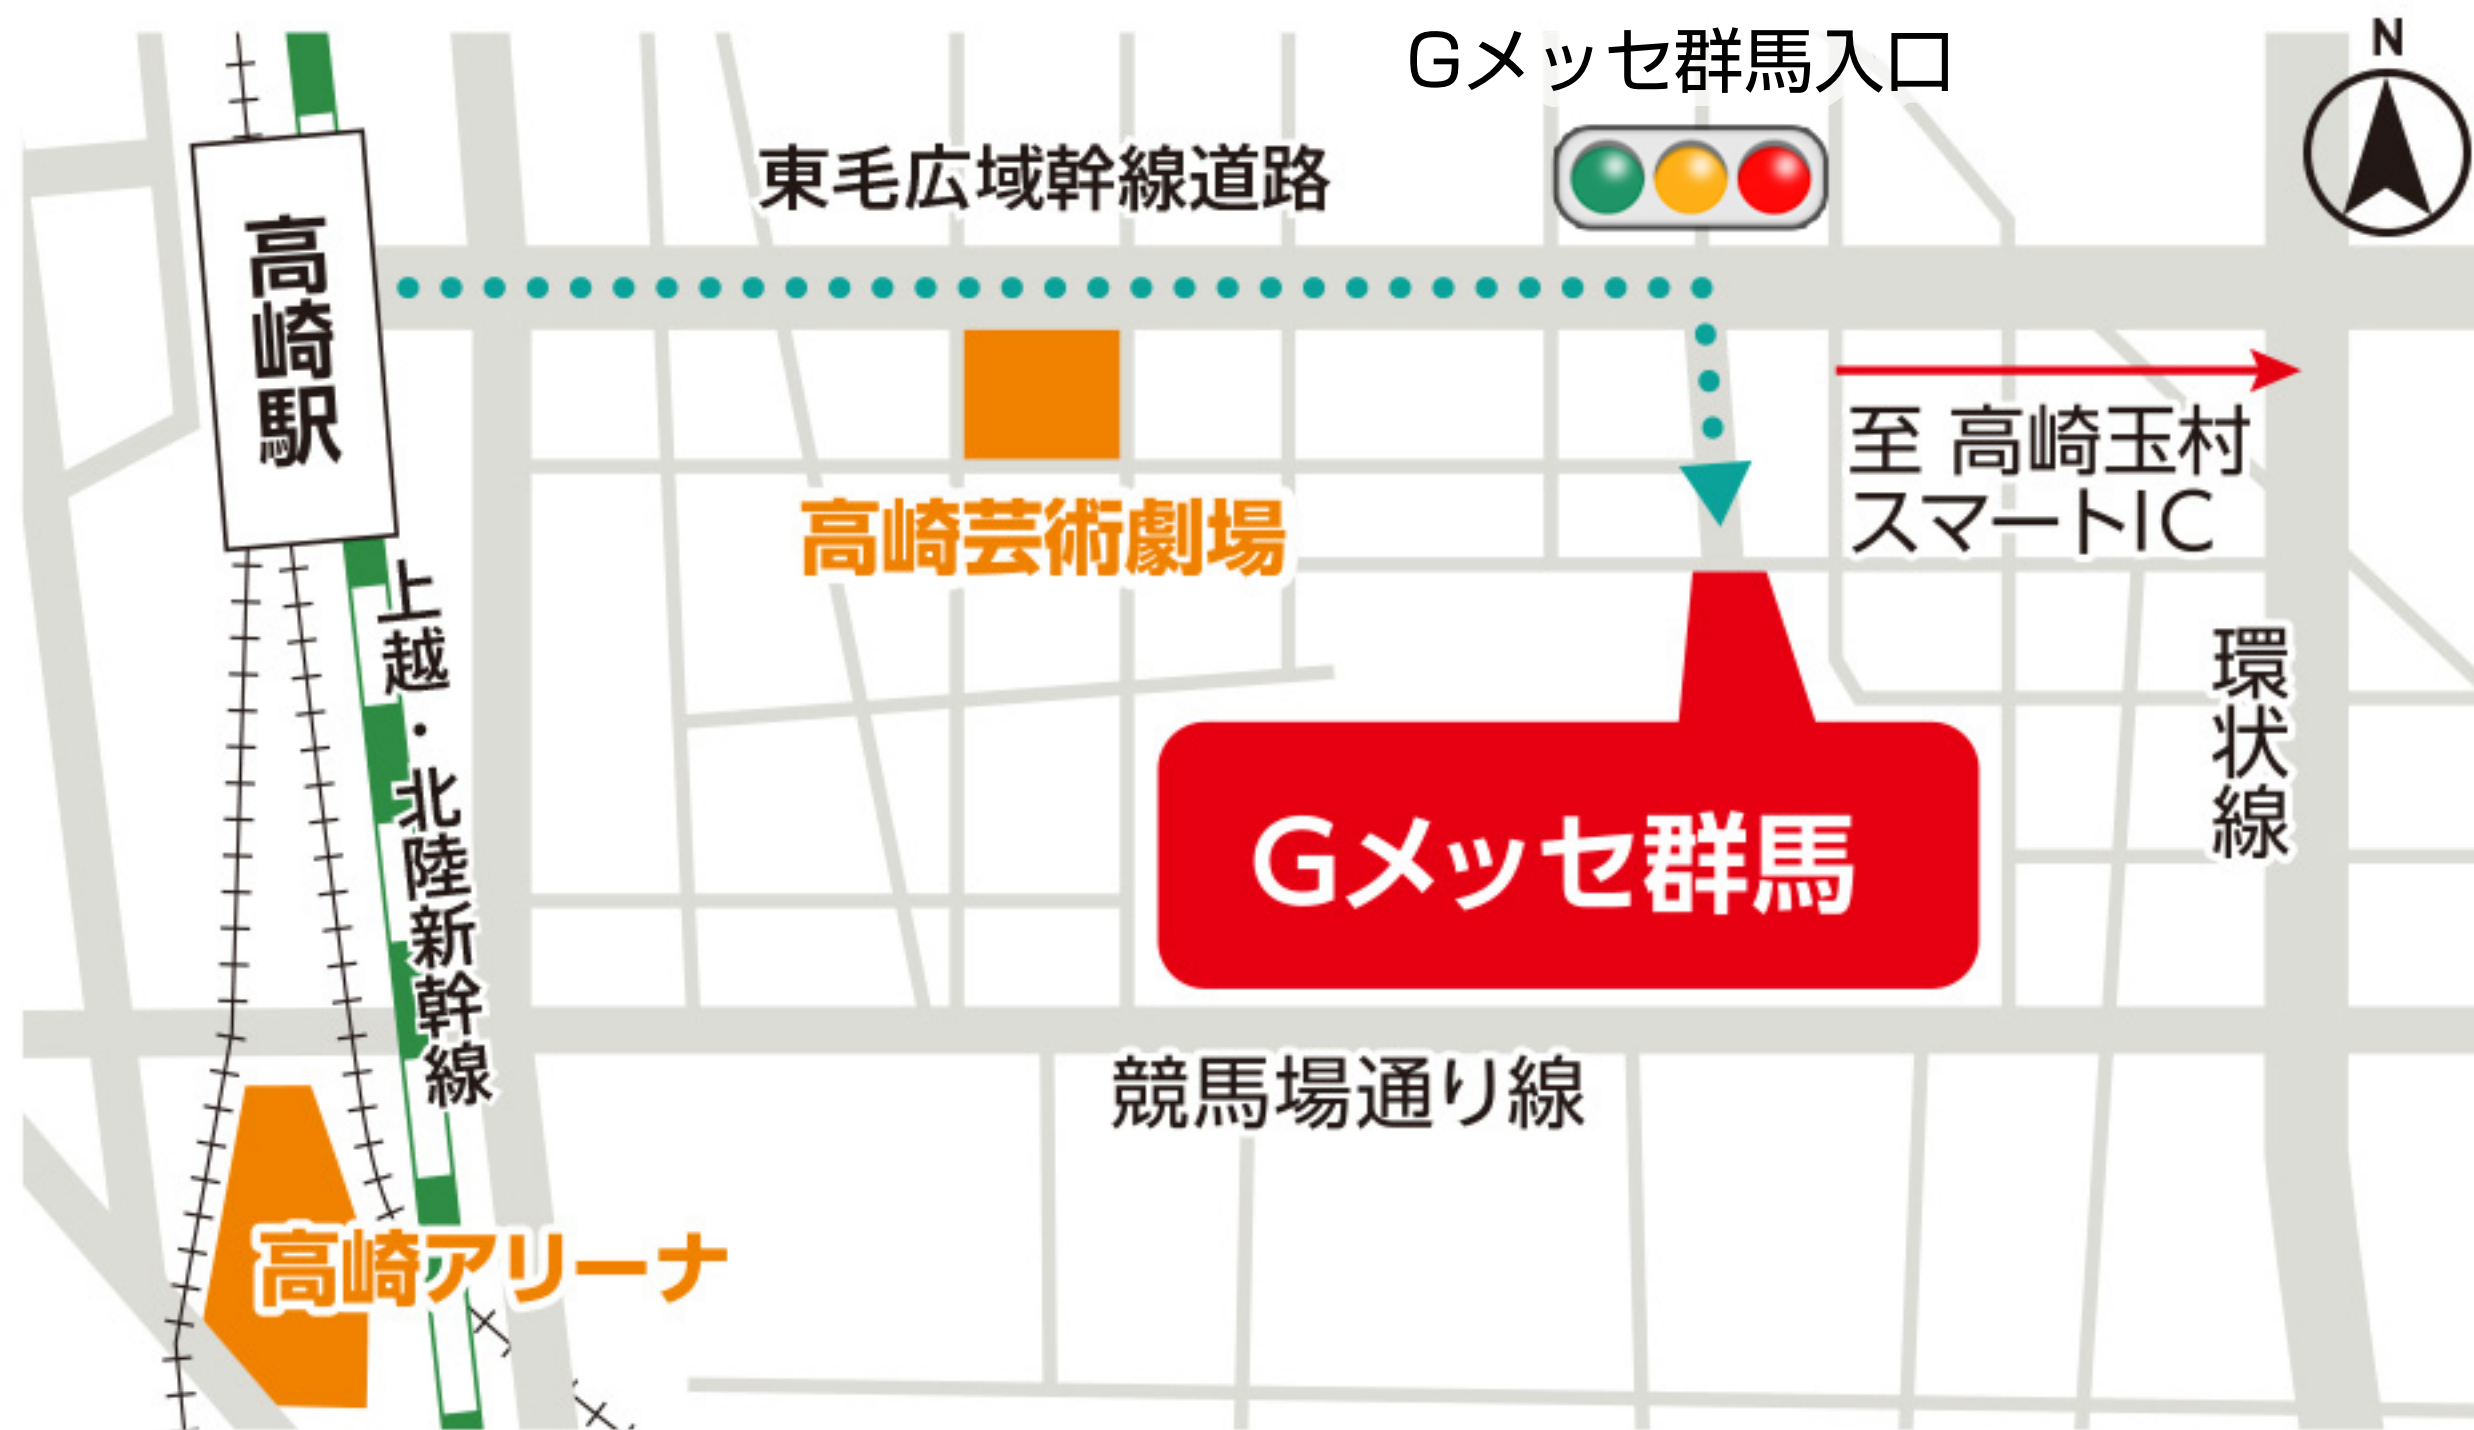 Gメッセ群馬入口
N
東毛広域幹線道路
高崎駅
至 高崎玉村
スマートIC
高崎芸術劇場
上越・北陸新幹線
環状線
Gメッセ群馬
競馬場通り線
高崎アリーナ